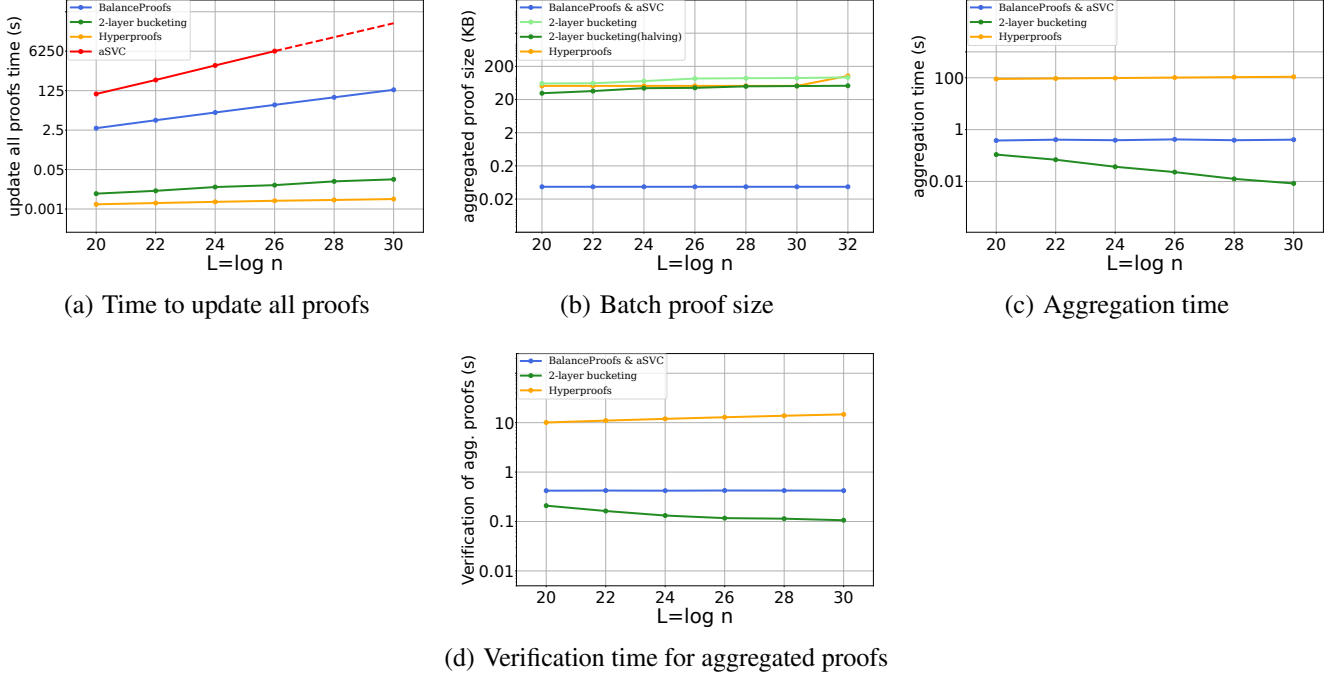 BalanceProofs
2-layer bucketing
Hyperproofs
aSVC
update all proofs time (s)
6250
125
2.5
0.05
0.001
20 22 24 26 28 30
L=log n
(a) Time to update all proofs
BalanceProofs & aSVC
2-layer bucketing
2-layer bucketing(halving)
Hyperproofs
aggregated proof size (KB)
200
20
2
0.2
0.02
20 22 24 26 28 30 32
L=log n
(b) Batch proof size
BalanceProofs & aSVC
2-layer bucketing
Hyperproofs
aggregation time (s)
100
1
0.01
20 22 24 26 28 30
L=log n
(c) Aggregation time
BalanceProofs & aSVC
2-layer bucketing
Hyperproofs
Verification of agg. proofs (s)
10
1
0.1
0.01
20 22 24 26 28 30
L=log n
(d) Verification time for aggregated proofs